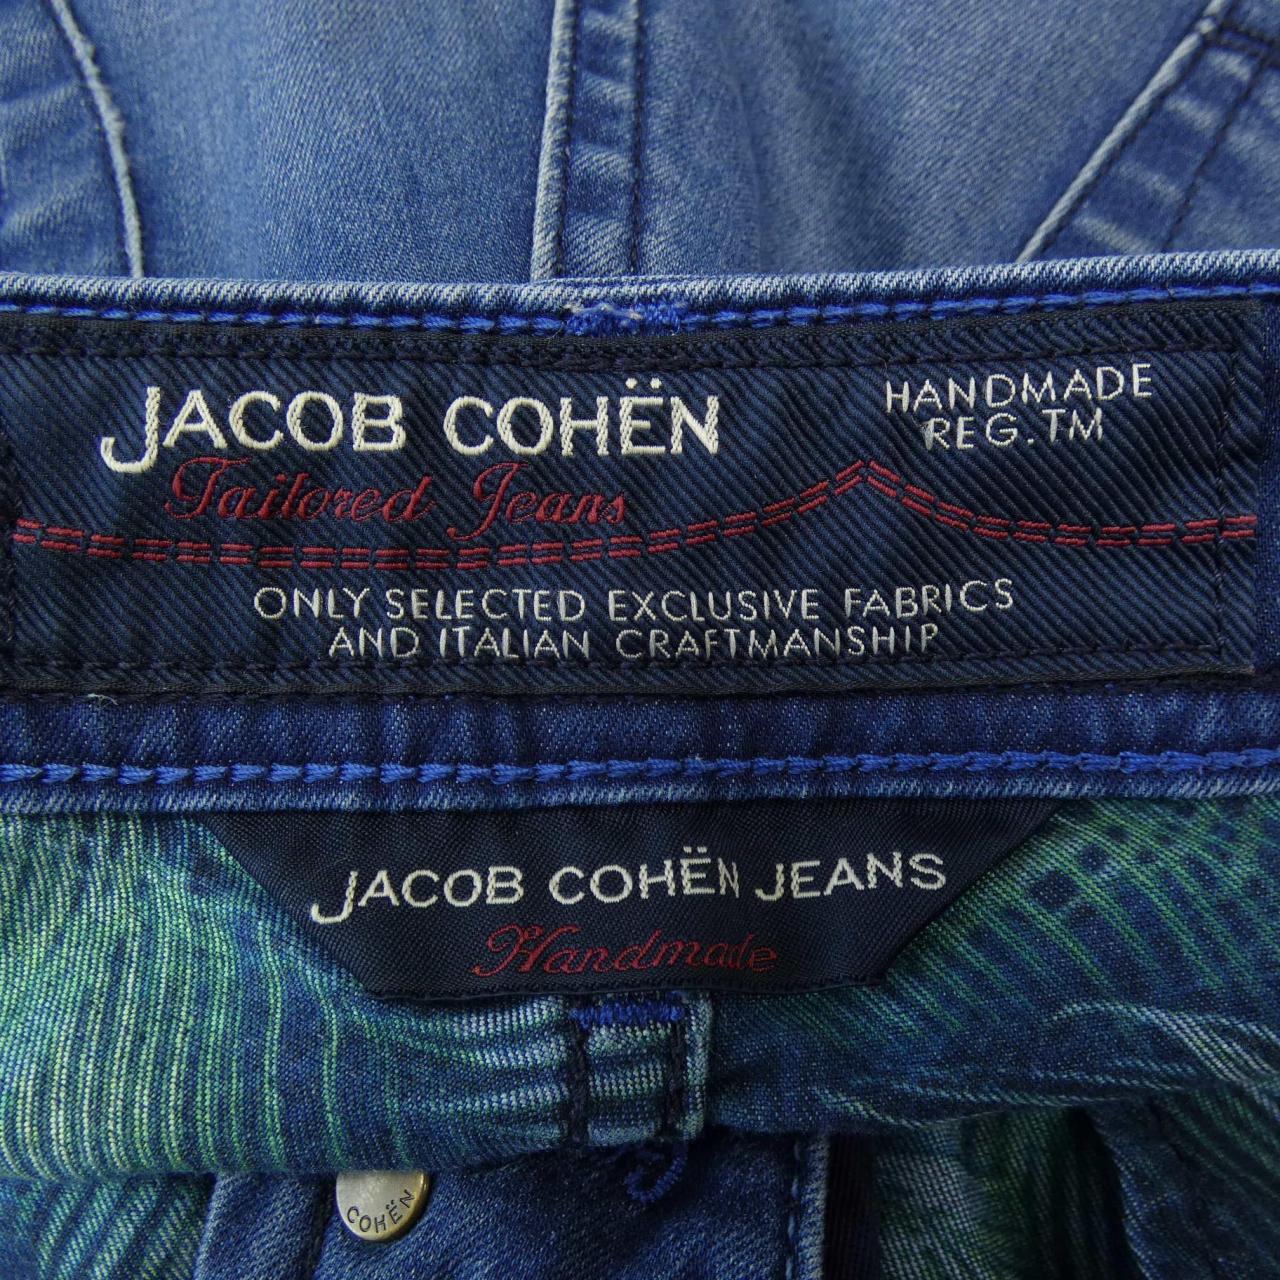 JACOB COHËN
HANDMADE
REG.TM
Tailored Jeans
ONLY SELECTED EXCLUSIVE FABRICS
AND ITALIAN CRAFTMANSHIP
JACOB COHËN JEANS
Handmade
COHËN